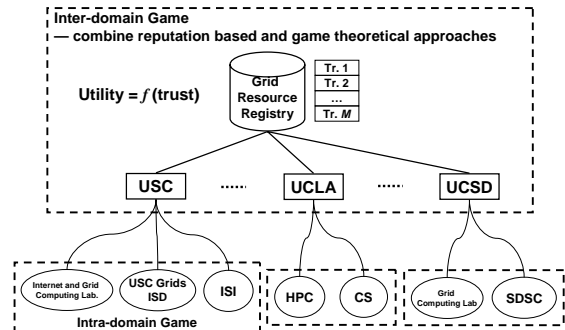 Inter-domain Game
— combine reputation based and game theoretical approaches
Utility = f (trust)
Grid
Resource
Registry
Tr. 1
Tr. 2
...
Tr. M
USC
......
UCLA
......
UCSD
Internet and Grid
Computing Lab.
USC Grids
ISD
ISI
HPC
CS
Grid
Computing Lab
SDSC
Intra-domain Game